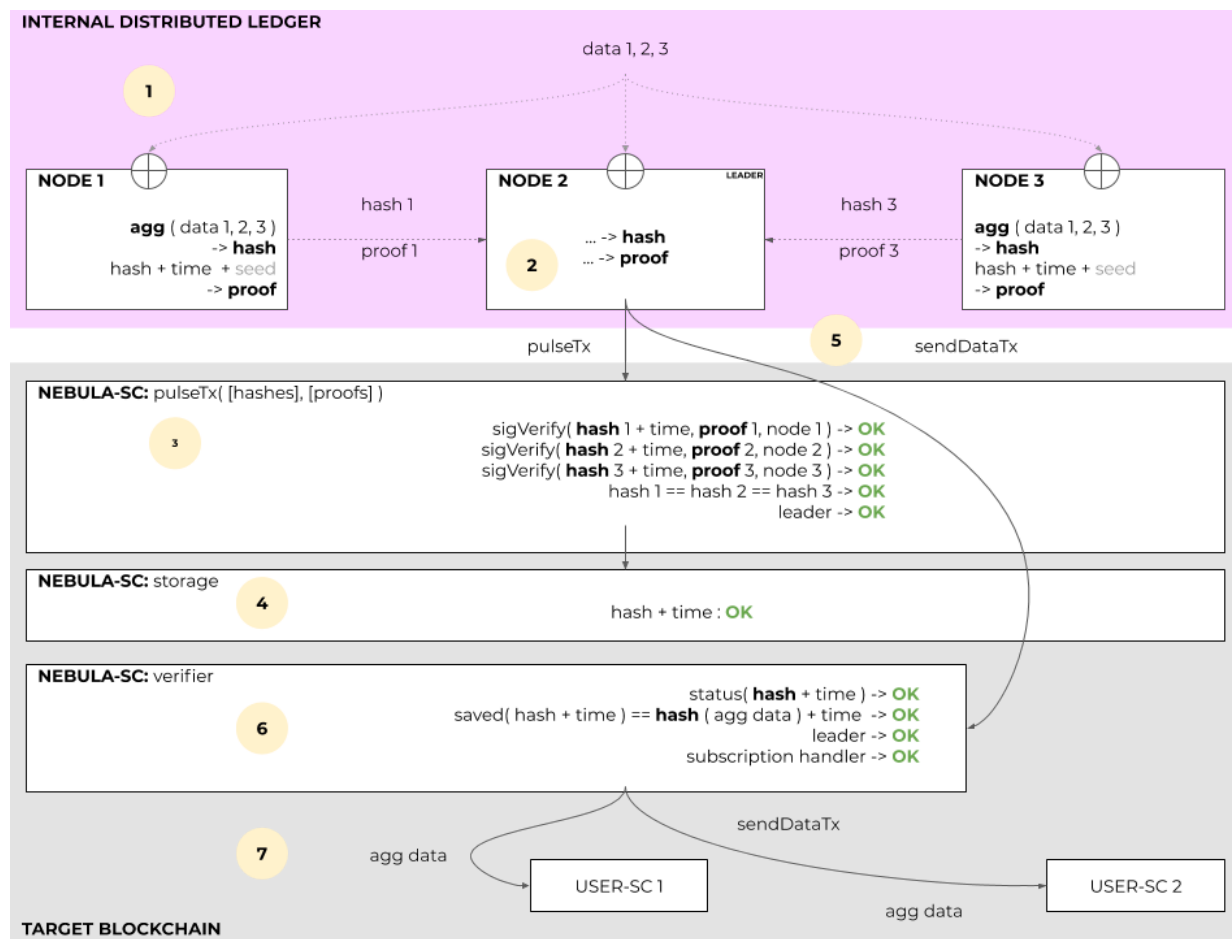 INTERNAL DISTRIBUTED LEDGER
data 1, 2, 3
1
NODE 1
agg ( data 1, 2, 3 )
-> hash
hash + time + seed
-> proof
hash 1
proof 1
NODE 2
LEADER
2
... -> hash
... -> proof
hash 3
proof 3
NODE 3
agg ( data 1, 2, 3 )
-> hash
hash + time + seed
-> proof
pulseTx
5
sendDataTx
NEBULA-SC: pulseTx( [hashes], [proofs] )
3
sigVerify( hash 1 + time, proof 1, node 1 ) -> OK
sigVerify( hash 2 + time, proof 2, node 2 ) -> OK
sigVerify( hash 3 + time, proof 3, node 3 ) -> OK
hash 1 == hash 2 == hash 3 -> OK
leader -> OK
NEBULA-SC: storage
4
hash + time : OK
NEBULA-SC: verifier
6
status( hash + time ) -> OK
saved( hash + time ) == hash ( agg data ) + time -> OK
leader -> OK
subscription handler -> OK
7
agg data
sendDataTx
USER-SC 1
agg data
USER-SC 2
TARGET BLOCKCHAIN